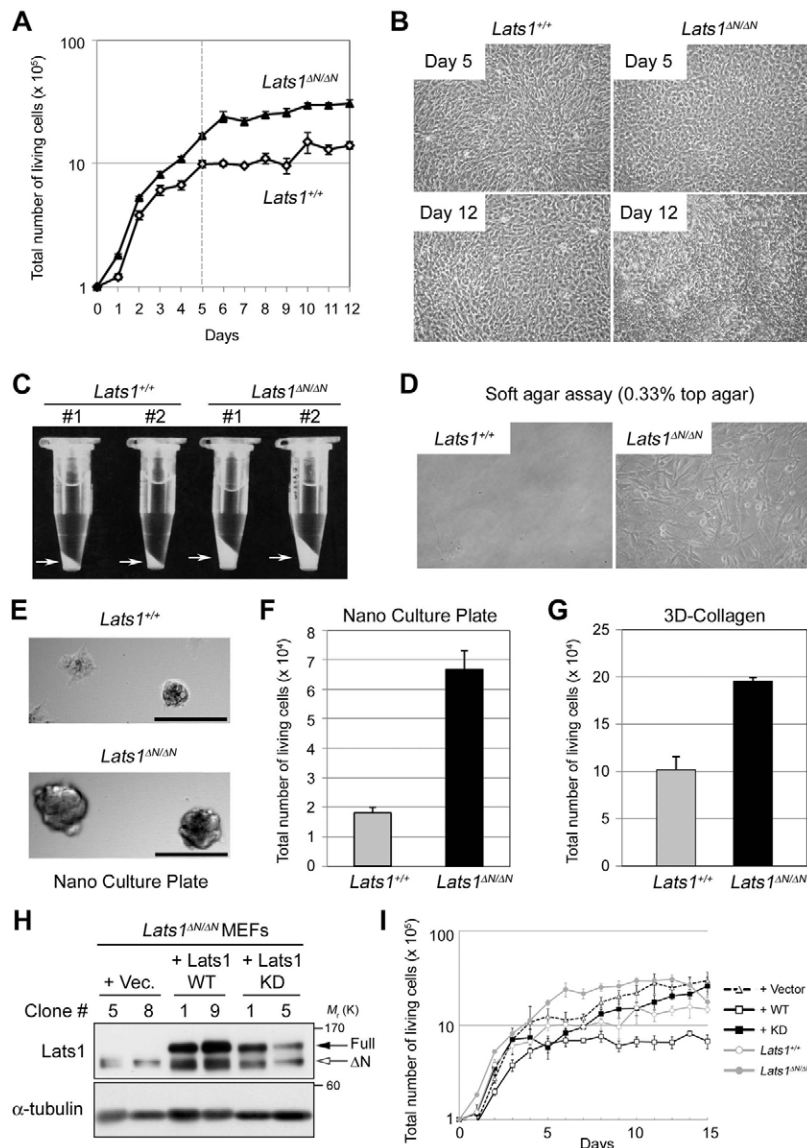 A
Total number of living cells (x 10⁵)
100
10
1
Lats1ΔN/ΔN
Lats1+/+
0 1 2 3 4 5 6 7 8 9 10 11 12
Days
B
Lats1+/+
Lats1ΔN/ΔN
Day 5
Day 5
Day 12
Day 12
C
Lats1+/+
Lats1ΔN/ΔN
#1 #2 #1 #2
D
Soft agar assay (0.33% top agar)
Lats1+/+
Lats1ΔN/ΔN
E
Lats1+/+
Lats1ΔN/ΔN
Nano Culture Plate
F
Nano Culture Plate
Total number of living cells (x 10⁴)
8
7
6
5
4
3
2
1
0
Lats1+/+ Lats1ΔN/ΔN
G
3D-Collagen
Total number of living cells (x 10⁴)
25
20
15
10
5
0
Lats1+/+ Lats1ΔN/ΔN
H
Lats1ΔN/ΔN MEFs
+ Vec.
+ Lats1 WT
+ Lats1 KD
Clone # 5 8 1 9 1 5
Mr (K)
170
Lats1
Full
ΔN
60
α-tubulin
I
Total number of living cells (x 10⁵)
100
10
1
0 5 10 15
Days
+ Vector
+ WT
+ KD
Lats1+/+